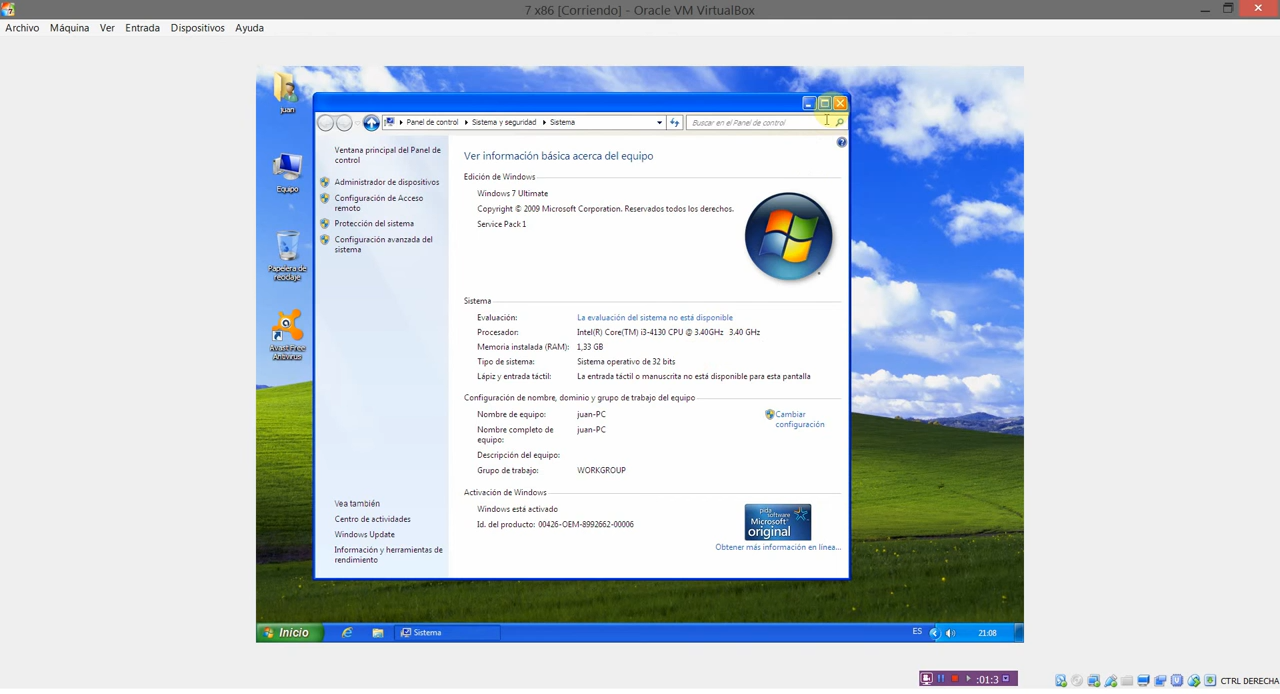 7 x86 [Corriendo] - Oracle VM VirtualBox
Archivo Máquina Ver Entrada Dispositivos Ayuda
juan
Equipo
Papelera de
reciclaje
Avast Free
Antivirus
Panel de control Sistema y seguridad Sistema
Buscar en el Panel de control
Ventana principal del Panel de
control
Administrador de dispositivos
Configuración de Acceso
remoto
Protección del sistema
Configuración avanzada del
sistema
Vea también
Centro de actividades
Windows Update
Información y herramientas de
rendimiento
Ver información básica acerca del equipo
Edición de Windows
Windows 7 Ultimate
Copyright © 2009 Microsoft Corporation. Reservados todos los derechos.
Service Pack 1
Sistema
Evaluación: La evaluación del sistema no está disponible
Procesador: Intel(R) Core(TM) i3-4130 CPU @ 3.40GHz 3.40 GHz
Memoria instalada (RAM): 1,33 GB
Tipo de sistema: Sistema operativo de 32 bits
Lápiz y entrada táctil: La entrada táctil o manuscrita no está disponible para esta pantalla
Configuración de nombre, dominio y grupo de trabajo del equipo
Nombre de equipo: juan-PC
Cambiar
configuración
Nombre completo de
equipo:
juan-PC
Descripción del equipo:
Grupo de trabajo: WORKGROUP
Activación de Windows
Windows está activado
Id. del producto: 00426-OEM-8992662-00006
pida software
Microsoft®
original
Obtener más información en línea...
Inicio
Sistema
ES
21:08
:01:3
CTRL DERECHA